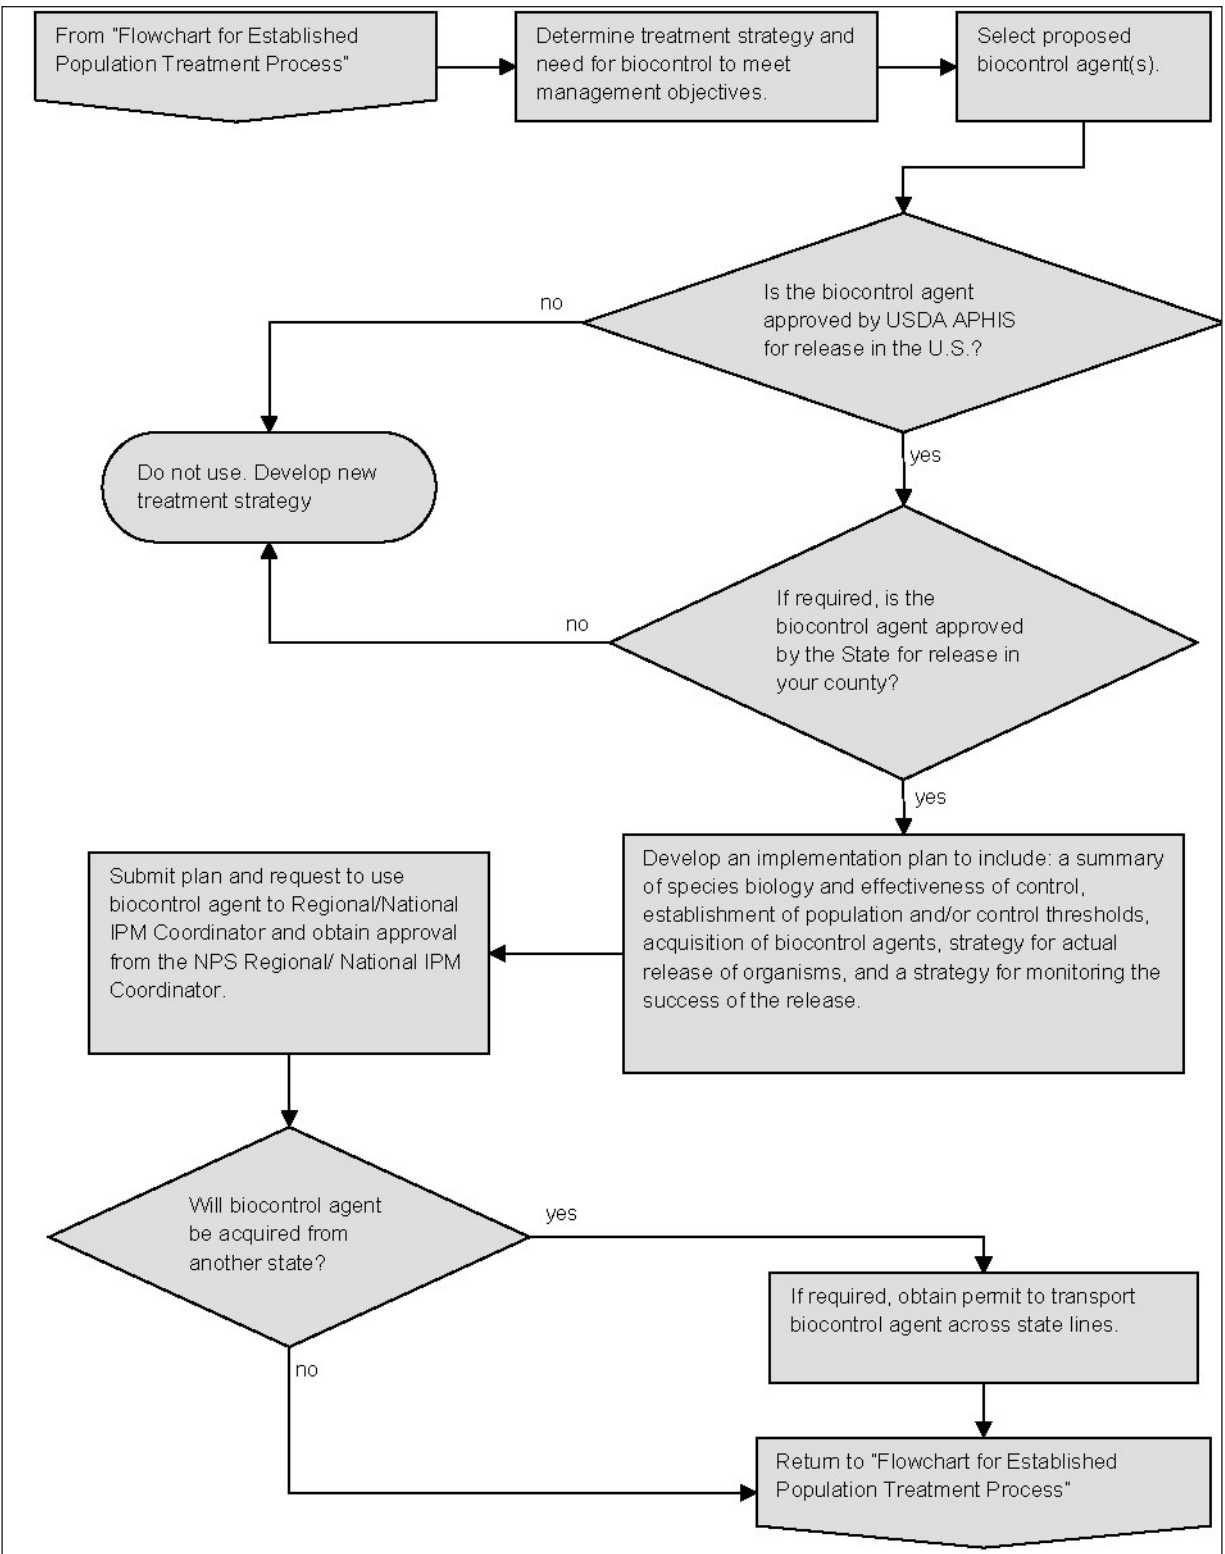 From "Flowchart for Established
Population Treatment Process"
Determine treatment strategy and
need for biocontrol to meet
management objectives.
Select proposed
biocontrol agent(s).
Is the biocontrol agent
approved by USDA APHIS
for release in the U.S.?
no
yes
Do not use. Develop new
treatment strategy
If required, is the
biocontrol agent approved
by the State for release in
your county?
no
yes
Develop an implementation plan to include: a summary
of species biology and effectiveness of control,
establishment of population and/or control thresholds,
acquisition of biocontrol agents, strategy for actual
release of organisms, and a strategy for monitoring the
success of the release.
Submit plan and request to use
biocontrol agent to Regional/National
IPM Coordinator and obtain approval
from the NPS Regional/ National IPM
Coordinator.
Will biocontrol agent
be acquired from
another state?
yes
no
If required, obtain permit to transport
biocontrol agent across state lines.
Return to "Flowchart for Established
Population Treatment Process"